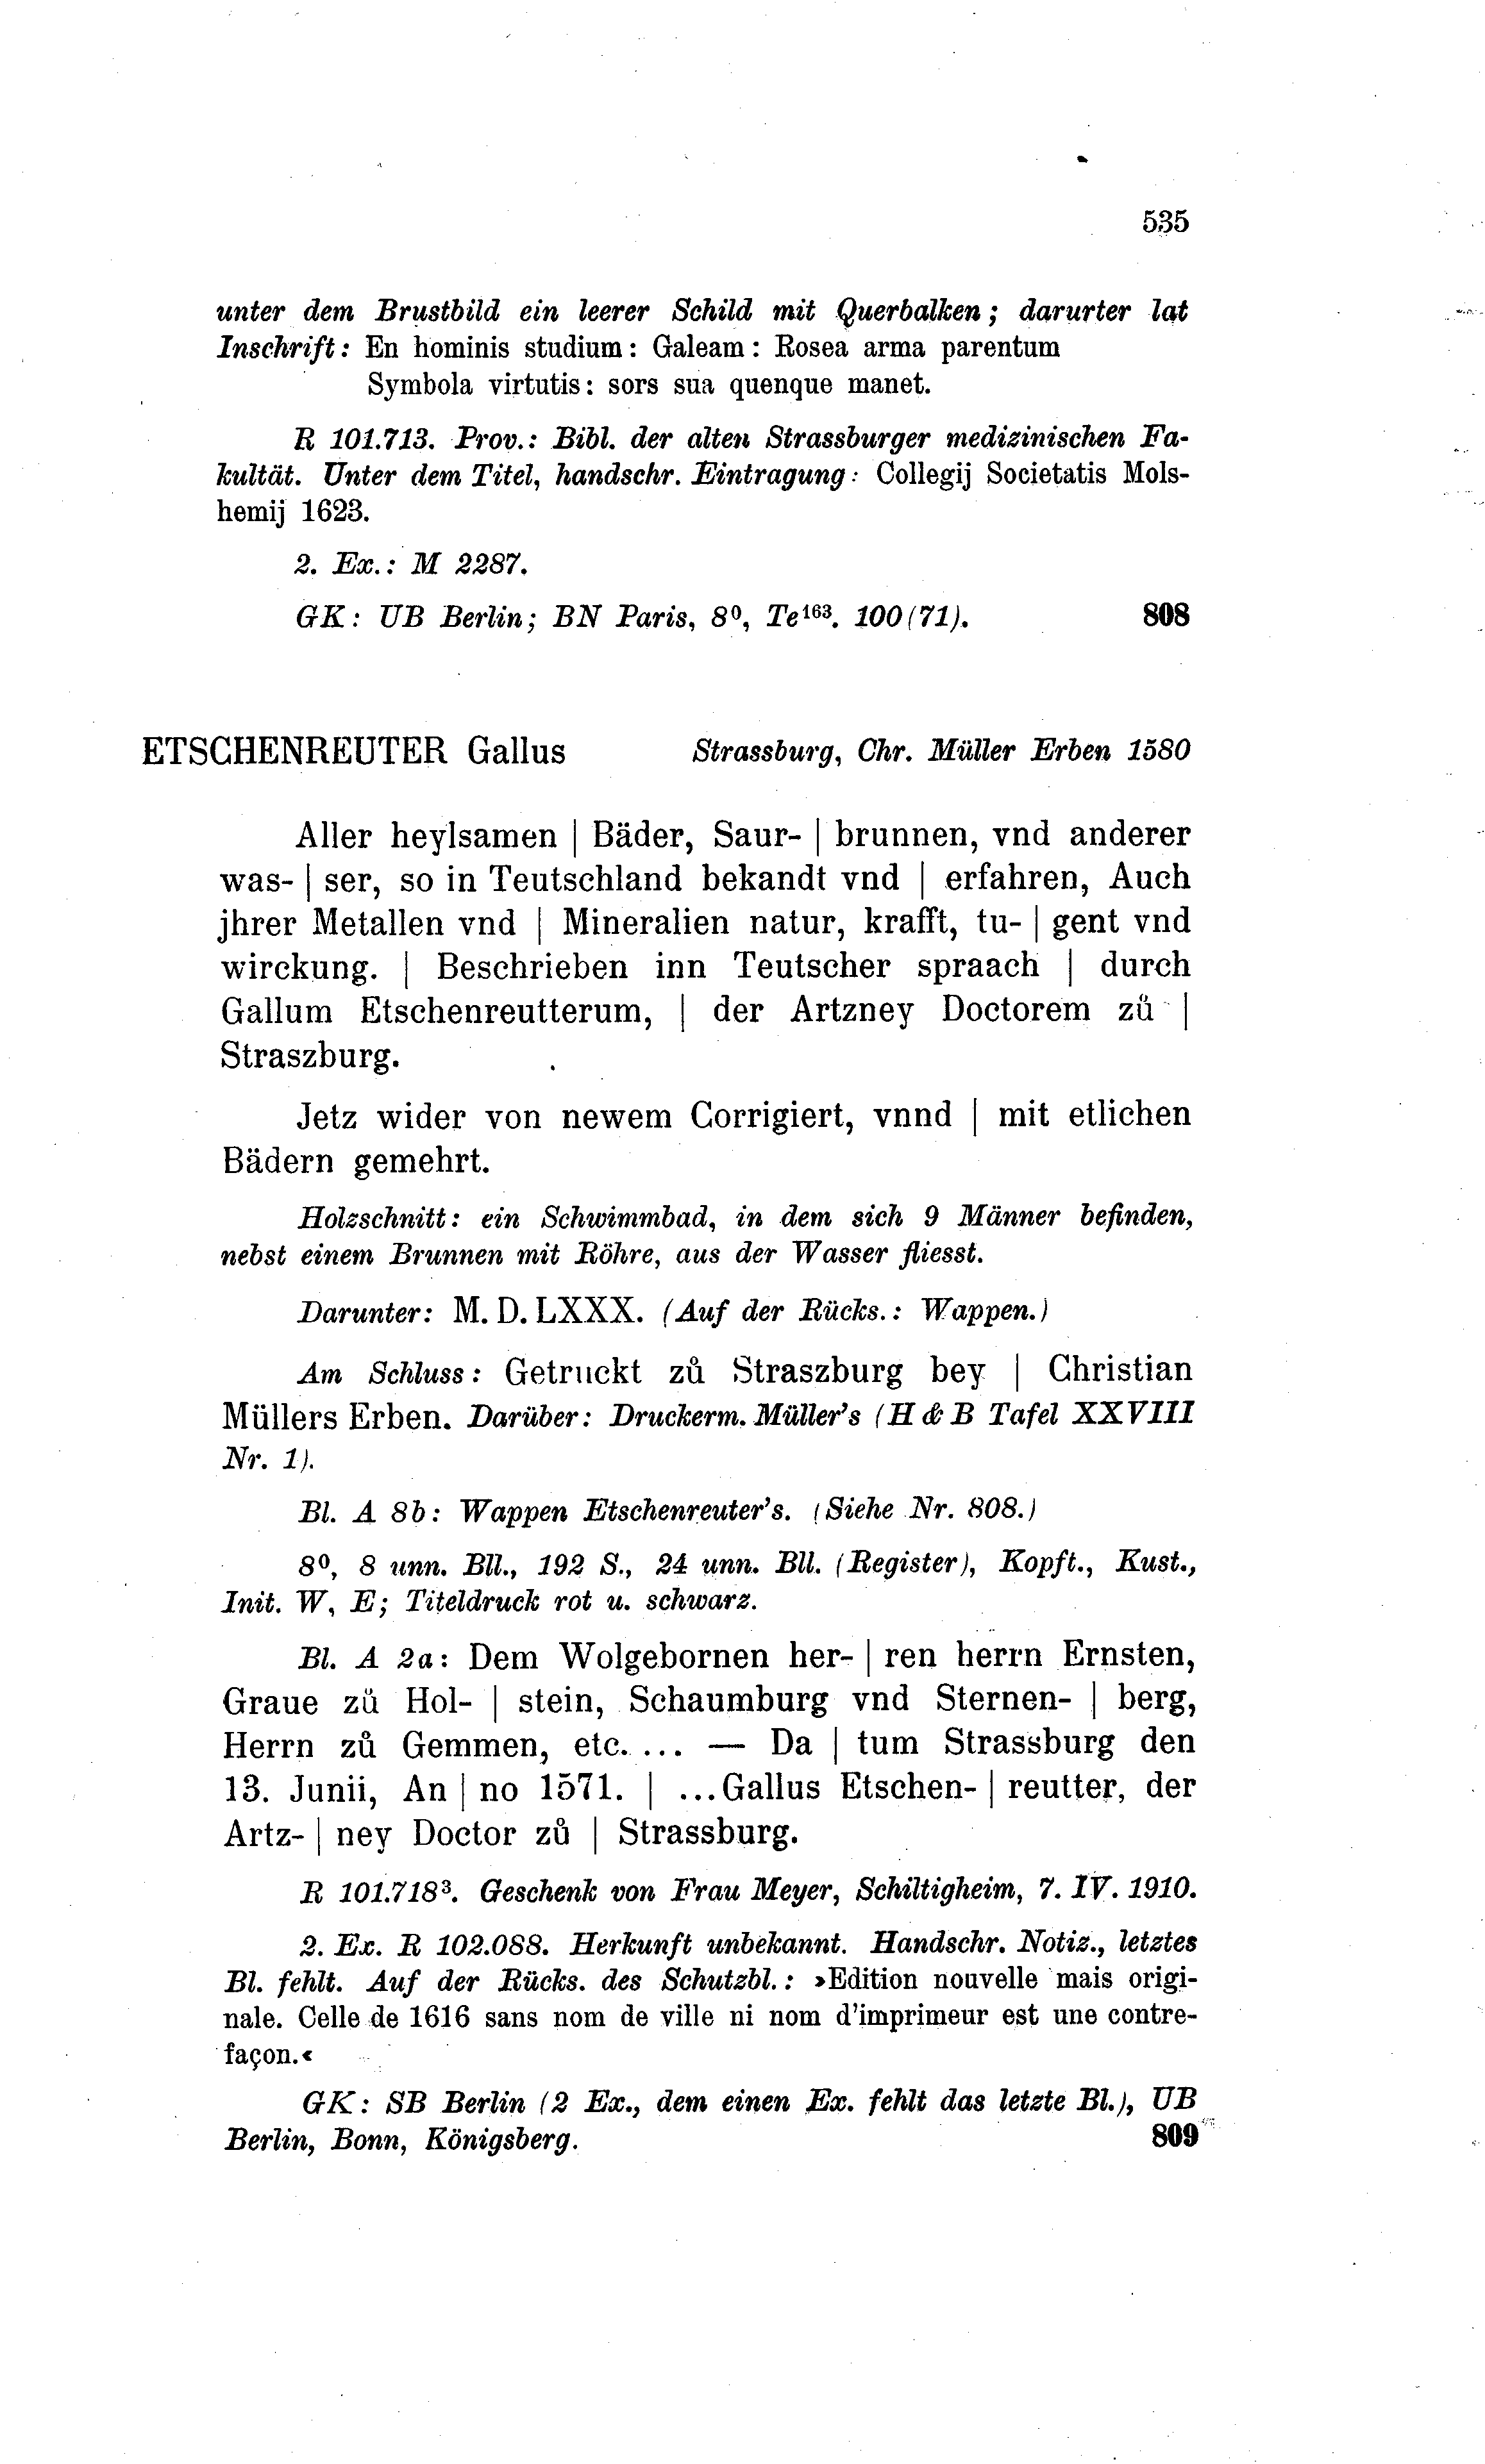 535
unter dem Brustbild ein leerer Schild mit Querbalken; darurter lat
Inschrift: En hominis studium: Galeam: Rosea arma parentum
Symbola virtutis: sors sua quenque manet.
R 101.713. Prov.: Bibl. der alten Strassburger medizinischen Fa-
kultät. Unter dem Titel, handschr. Eintragung: Collegij Societatis Mols-
hemij 1623.
2. Ex.: M 2287.
GK: UB Berlin; BN Paris, 8⁰, Te¹⁶³. 100(71). 808
ETSCHENREUTER Gallus Strassburg, Chr. Müller Erben 1580
Aller heylsamen | Bäder, Saur- | brunnen, vnd anderer
was- | ser, so in Teutschland bekandt vnd | erfahren, Auch
jhrer Metallen vnd | Mineralien natur, krafft, tu- | gent vnd
wirckung. | Beschrieben inn Teutscher spraach | durch
Gallum Etschenreutterum, | der Artzney Doctorem zů |
Straszburg.
Jetz wider von newem Corrigiert, vnnd | mit etlichen
Bädern gemehrt.
Holzschnitt: ein Schwimmbad, in dem sich 9 Männer befinden,
nebst einem Brunnen mit Röhre, aus der Wasser fliesst.
Darunter: M. D. LXXX. (Auf der Rücks.: Wappen.)
Am Schluss: Getruckt zů Straszburg bey | Christian
Müllers Erben. Darüber: Druckerm. Müller's (H & B Tafel XXVIII
Nr. 1).
Bl. A 8b: Wappen Etschenreuter's. (Siehe Nr. 808.)
8⁰, 8 unn. Bll., 192 S., 24 unn. Bll. (Register), Kopft., Kust.,
Init. W, E; Titeldruck rot u. schwarz.
Bl. A 2a: Dem Wolgebornen her- | ren herrn Ernsten,
Graue zů Hol- | stein, Schaumburg vnd Sternen- | berg,
Herrn zů Gemmen, etc. ... — Da | tum Strassburg den
13. Junii, An | no 1571. | ...Gallus Etschen- | reutter, der
Artz- | ney Doctor zů | Strassburg.
R 101.718³. Geschenk von Frau Meyer, Schiltigheim, 7. IV. 1910.
2. Ex. R 102.088. Herkunft unbekannt. Handschr. Notiz., letztes
Bl. fehlt. Auf der Rücks. des Schutzbl.: »Edition nouvelle mais origi-
nale. Celle de 1616 sans nom de ville ni nom d'imprimeur est une contre-
façon.«
GK: SB Berlin (2 Ex., dem einen Ex. fehlt das letzte Bl.), UB
Berlin, Bonn, Königsberg. 809